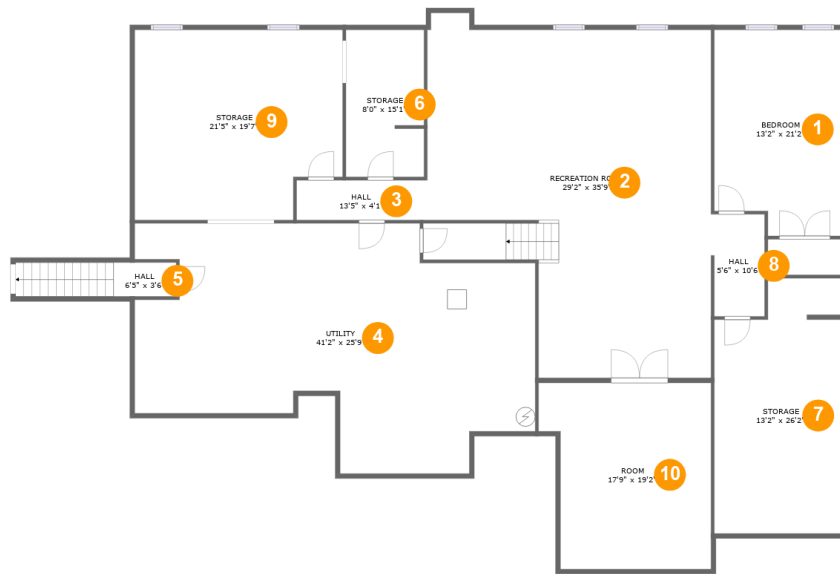 STORAGE
21'5" x 19'7"
9
STORAGE
8'0" x 15'1"
6
BEDROOM
13'2" x 21'2"
1
RECREATION RO
29'2" x 35'9"
2
HALL
13'5" x 4'1"
3
HALL
5'6" x 10'6"
8
HALL
6'5" x 3'6"
5
UTILITY
41'2" x 25'9"
4
STORAGE
13'2" x 26'2"
7
ROOM
17'9" x 19'2"
10